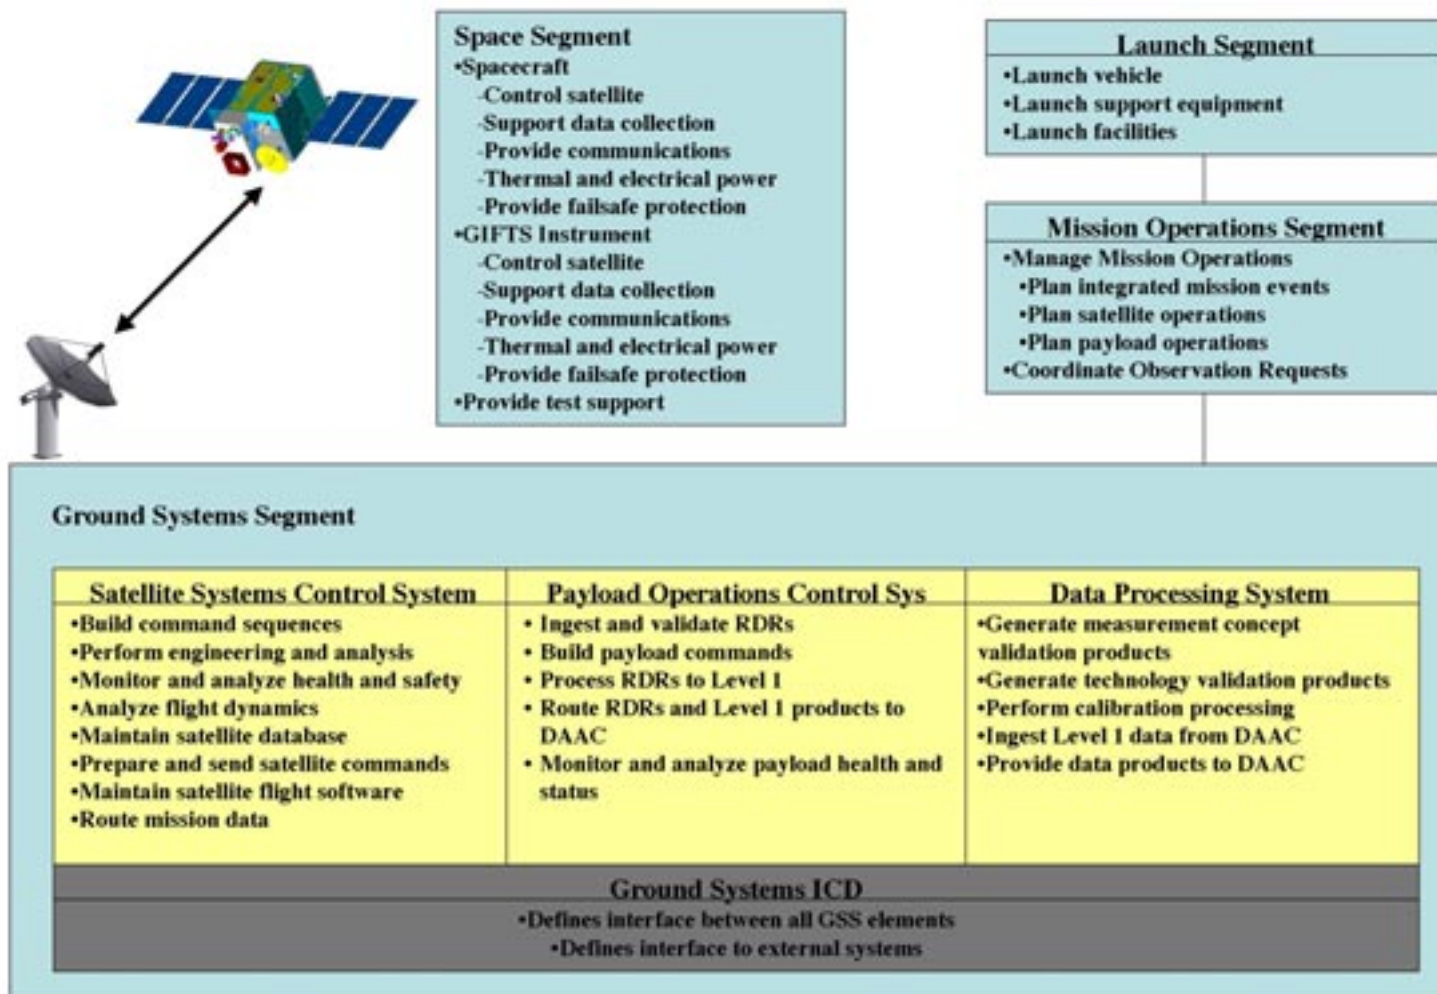 Space Segment
•Spacecraft
-Control satellite
-Support data collection
-Provide communications
-Thermal and electrical power
-Provide failsafe protection
•GIFTS Instrument
-Control satellite
-Support data collection
-Provide communications
-Thermal and electrical power
-Provide failsafe protection
•Provide test support
Launch Segment
•Launch vehicle
•Launch support equipment
•Launch facilities
Mission Operations Segment
•Manage Mission Operations
•Plan integrated mission events
•Plan satellite operations
•Plan payload operations
•Coordinate Observation Requests
Ground Systems Segment
Satellite Systems Control System
•Build command sequences
•Perform engineering and analysis
•Monitor and analyze health and safety
•Analyze flight dynamics
•Maintain satellite database
•Prepare and send satellite commands
•Maintain satellite flight software
•Route mission data
Payload Operations Control Sys
• Ingest and validate RDRs
• Build payload commands
• Process RDRs to Level 1
• Route RDRs and Level 1 products to
DAAC
• Monitor and analyze payload health and
status
Data Processing System
•Generate measurement concept
validation products
•Generate technology validation products
•Perform calibration processing
•Ingest Level 1 data from DAAC
•Provide data products to DAAC
Ground Systems ICD
•Defines interface between all GSS elements
•Defines interface to external systems